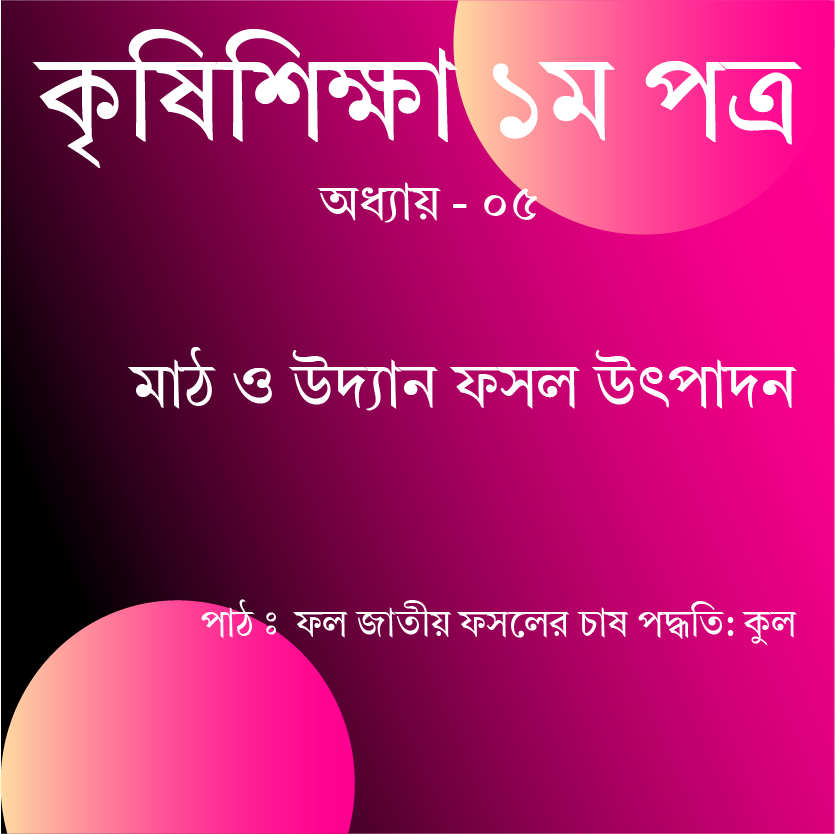 কৃষিশিক্ষা ১ম পত্র
অধ্যায় - ০৫
মাঠ ও উদ্যান ফসল উৎপাদন
পাঠ ঃ ফল জাতীয় ফসলের চাষ পদ্ধতি: কুল